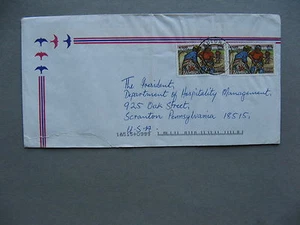 The President,
Department of Hospitality Management,
925 Oak Street,
Scranton Pennsylvania 18515,
U.S.A.